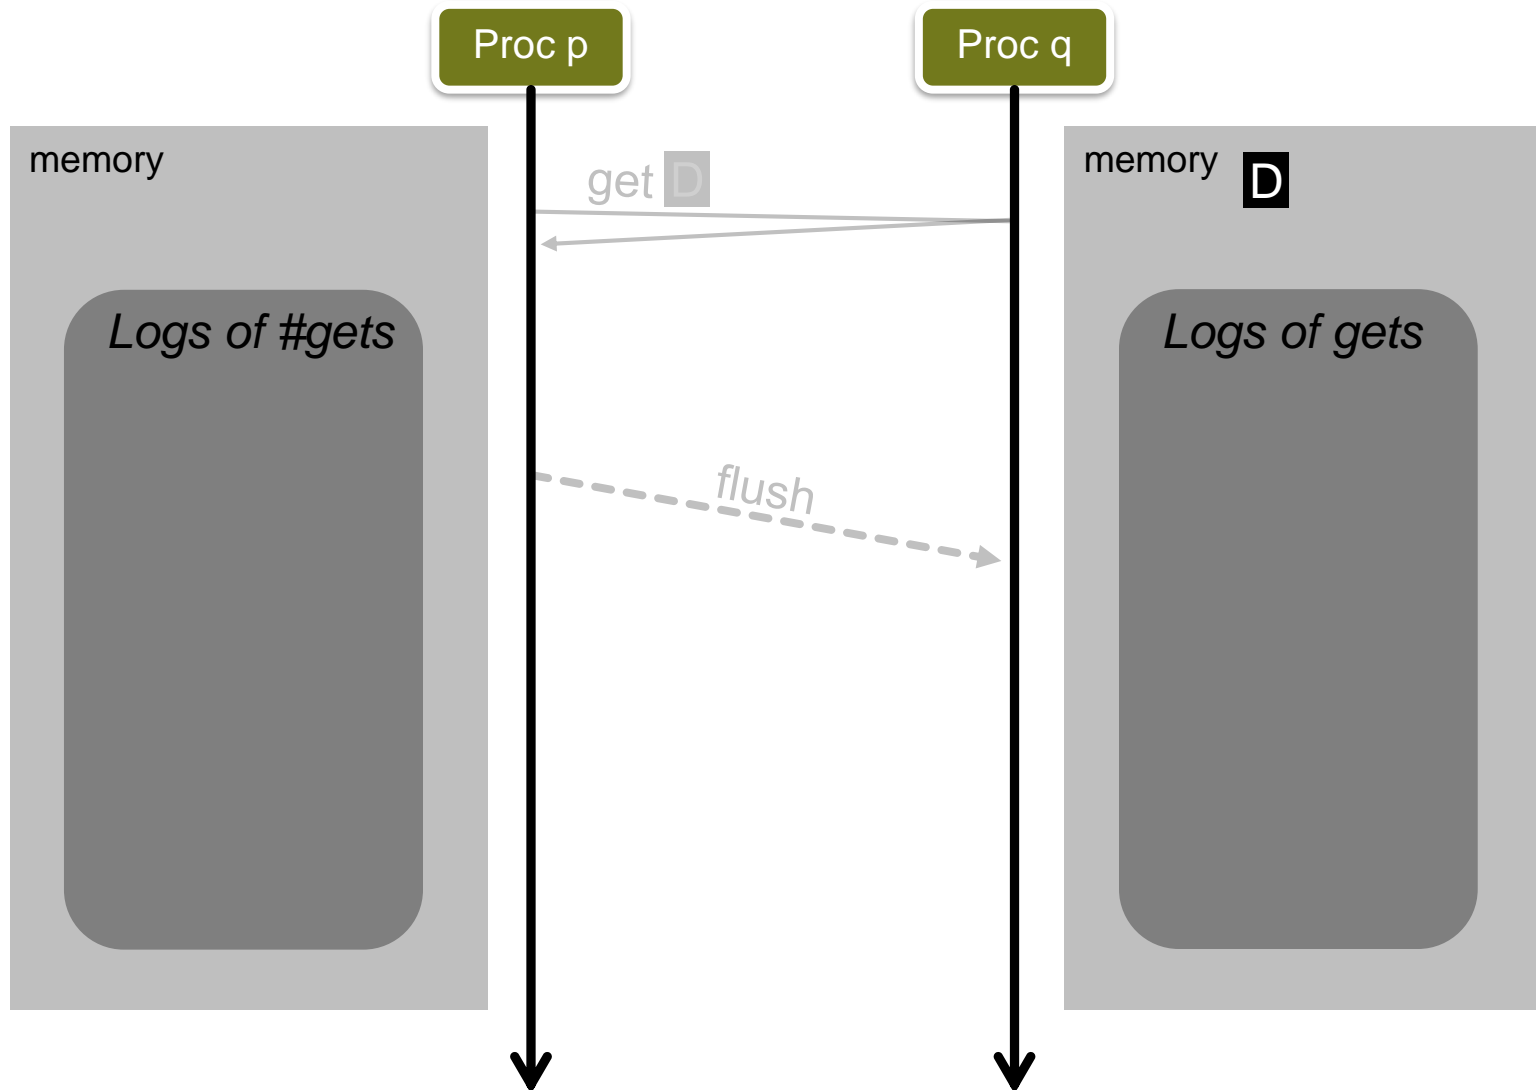 Proc p
Proc q
memory
get D
memory
D
Logs of #gets
Logs of gets
flush